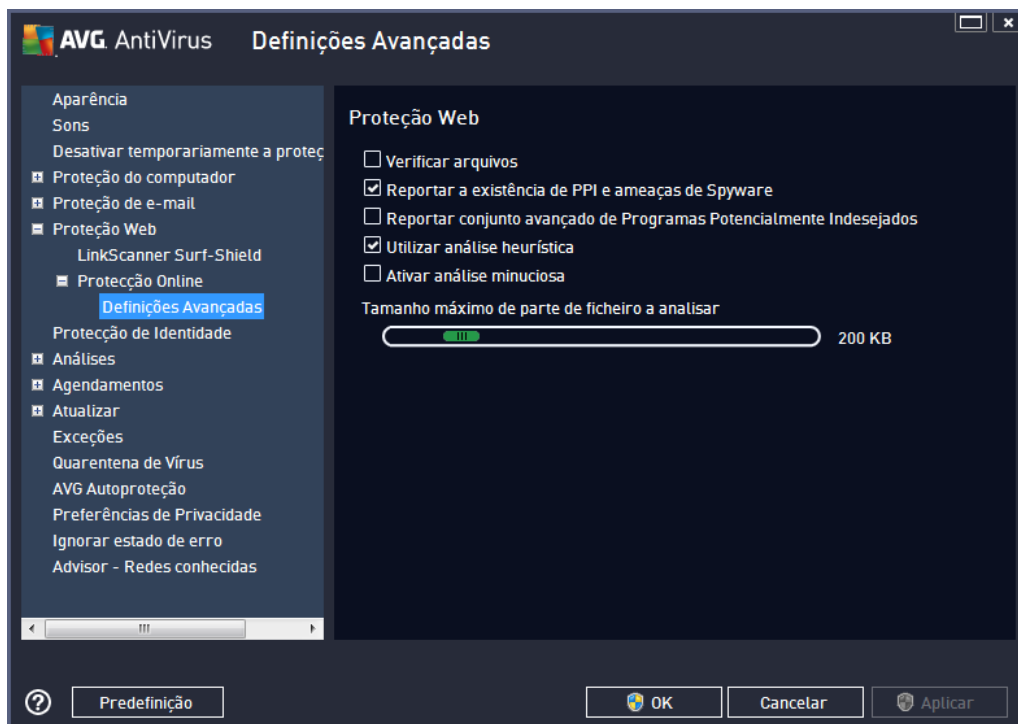 AVG AntiVirus Definições Avançadas
Aparência
Sons
Desativar temporariamente a proteç
Proteção do computador
Proteção de e-mail
Proteção Web
LinkScanner Surf-Shield
Protecção Online
Definições Avançadas
Protecção de Identidade
Análises
Agendamentos
Atualizar
Exceções
Quarentena de Vírus
AVG Autoproteção
Preferências de Privacidade
Ignorar estado de erro
Advisor - Redes conhecidas
Proteção Web
Verificar arquivos
Reportar a existência de PPI e ameaças de Spyware
Reportar conjunto avançado de Programas Potencialmente Indesejados
Utilizar análise heurística
Ativar análise minuciosa
Tamanho máximo de parte de ficheiro a analisar
200 KB
? Predefinição OK Cancelar Aplicar